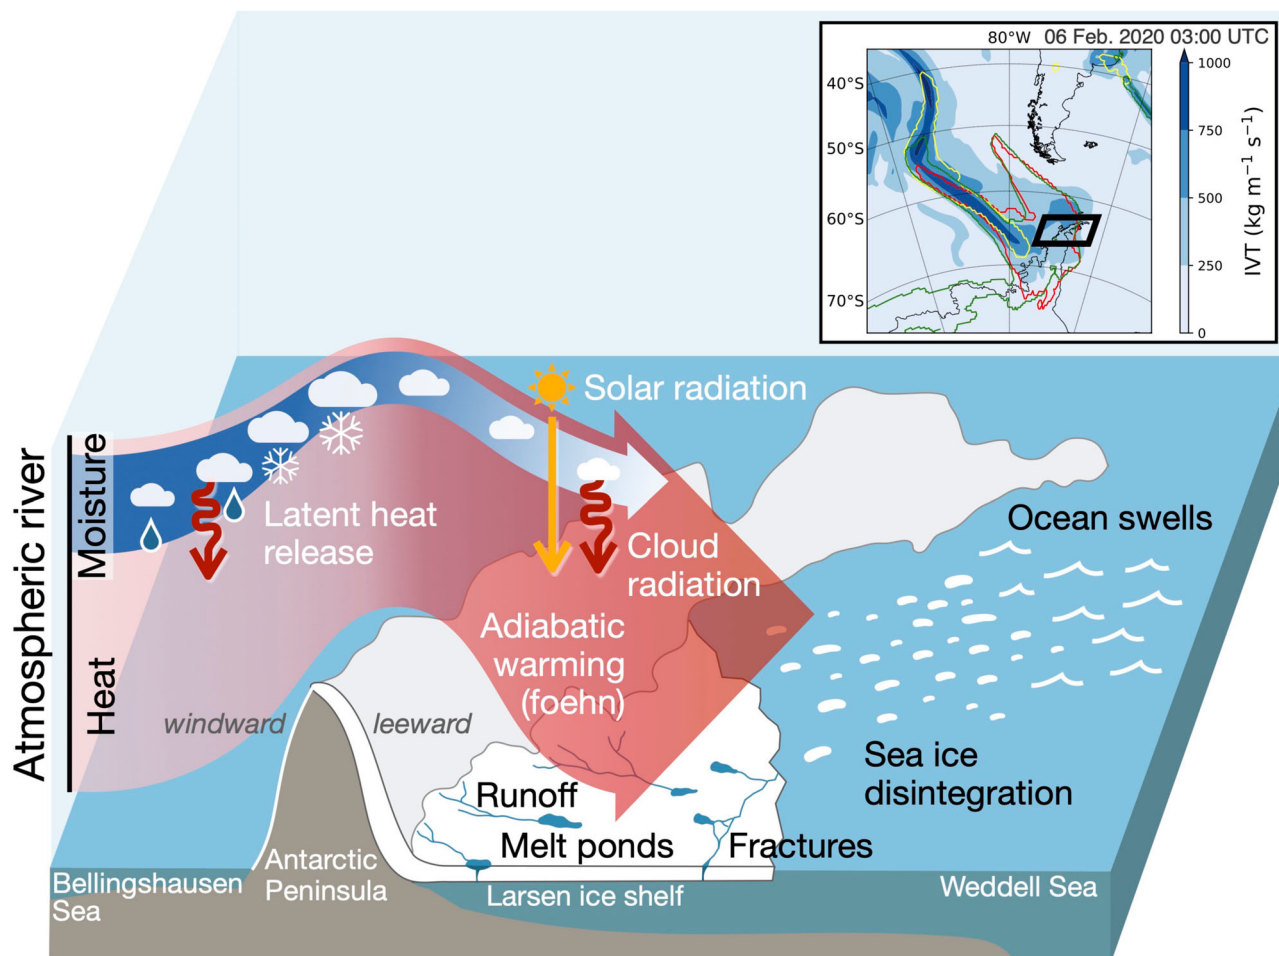 80°W 06 Feb. 2020 03:00 UTC
40°S
50°S
60°S
70°S
1000
750
500
250
0
IVT (kg m⁻¹ s⁻¹)
Atmospheric river
Moisture
Heat
Solar radiation
Latent heat
release
Cloud
radiation
Adiabatic
warming
(foehn)
windward
leeward
Ocean swells
Sea ice
disintegration
Runoff
Melt ponds
Fractures
Antarctic
Peninsula
Bellingshausen
Sea
Larsen ice shelf
Weddell Sea